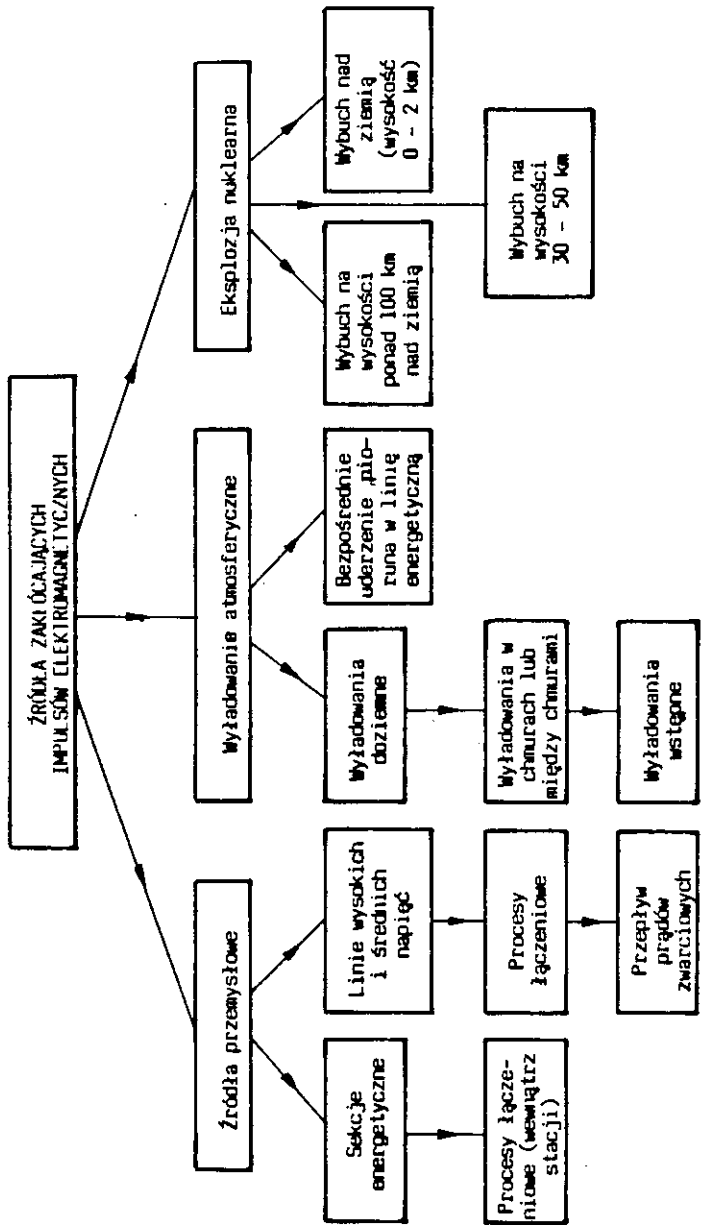 ŹRÓDŁA ZAKŁÓCAJĄCYCH
IMPULSÓW ELEKTROMAGNETYCZNYCH
Źródła przemysłowe
Wyładowanie atmosferyczne
Eksplozja nuklearna
Sekcje
energetyczne
Linie wysokich
i średnich
napięć
Wyładowania
doziemne
Bezpośrednie
uderzenie pio-
runa w linię
energetyczną
Wybuch na
wysokości
ponad 100 km
nad ziemią
Wybuch nad
ziemią
(wysokość
0 - 2 km)
Procesy łącze-
niowe (wewnątrz
stacji)
Procesy
łączeniowe
Wyładowania w
chmurach lub
między chmurami
Wybuch na
wysokości
30 - 50 km
Przepływ
prądów
zwarciowych
Wyładowania
wstępne